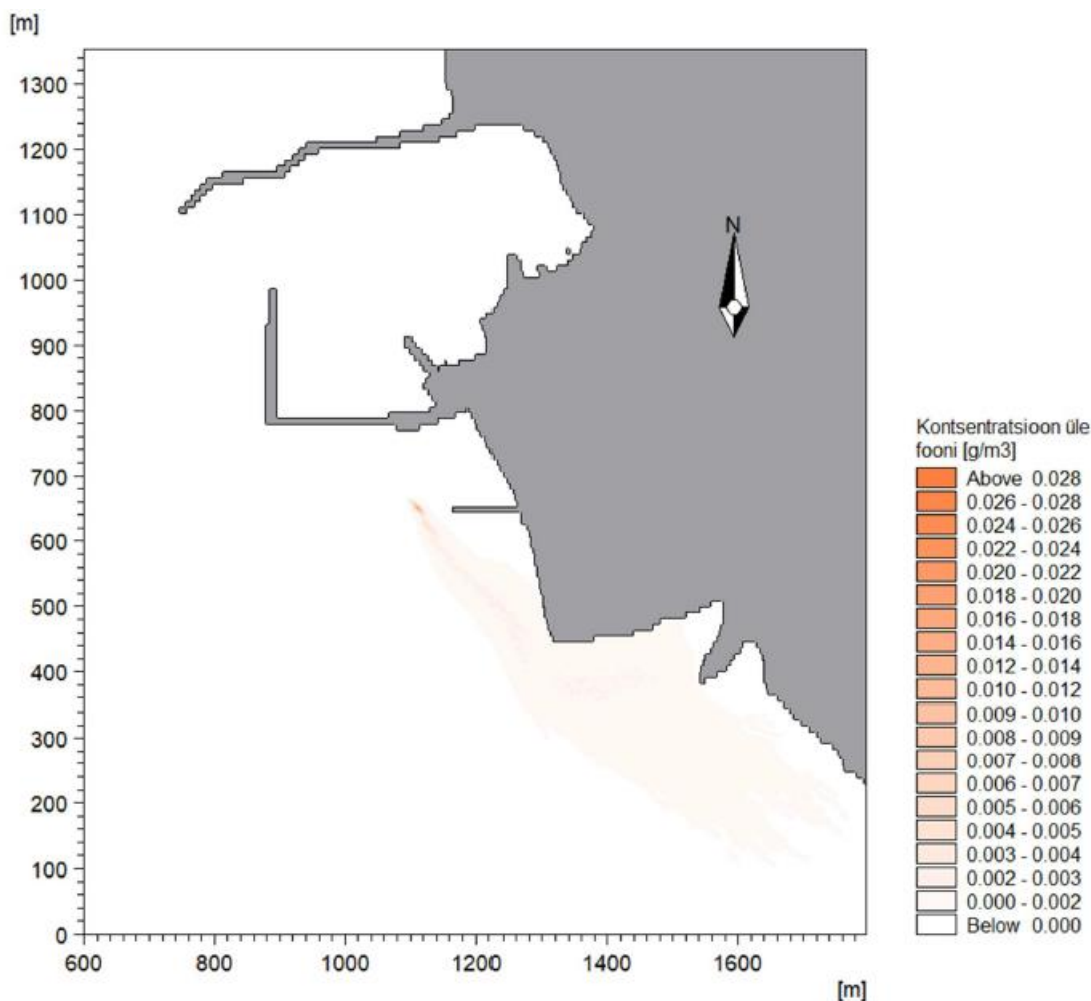 [m]
1300
1200
1100
1000
900
800
700
600
500
400
300
200
100
0
600 800 1000 1200 1400 1600
[m]
N
Kontsentratsioon üle
fooni [g/m3]
Above 0.028
0.026 - 0.028
0.024 - 0.026
0.022 - 0.024
0.020 - 0.022
0.018 - 0.020
0.016 - 0.018
0.014 - 0.016
0.012 - 0.014
0.010 - 0.012
0.009 - 0.010
0.008 - 0.009
0.007 - 0.008
0.006 - 0.007
0.005 - 0.006
0.004 - 0.005
0.003 - 0.004
0.002 - 0.003
0.000 - 0.002
Below 0.000